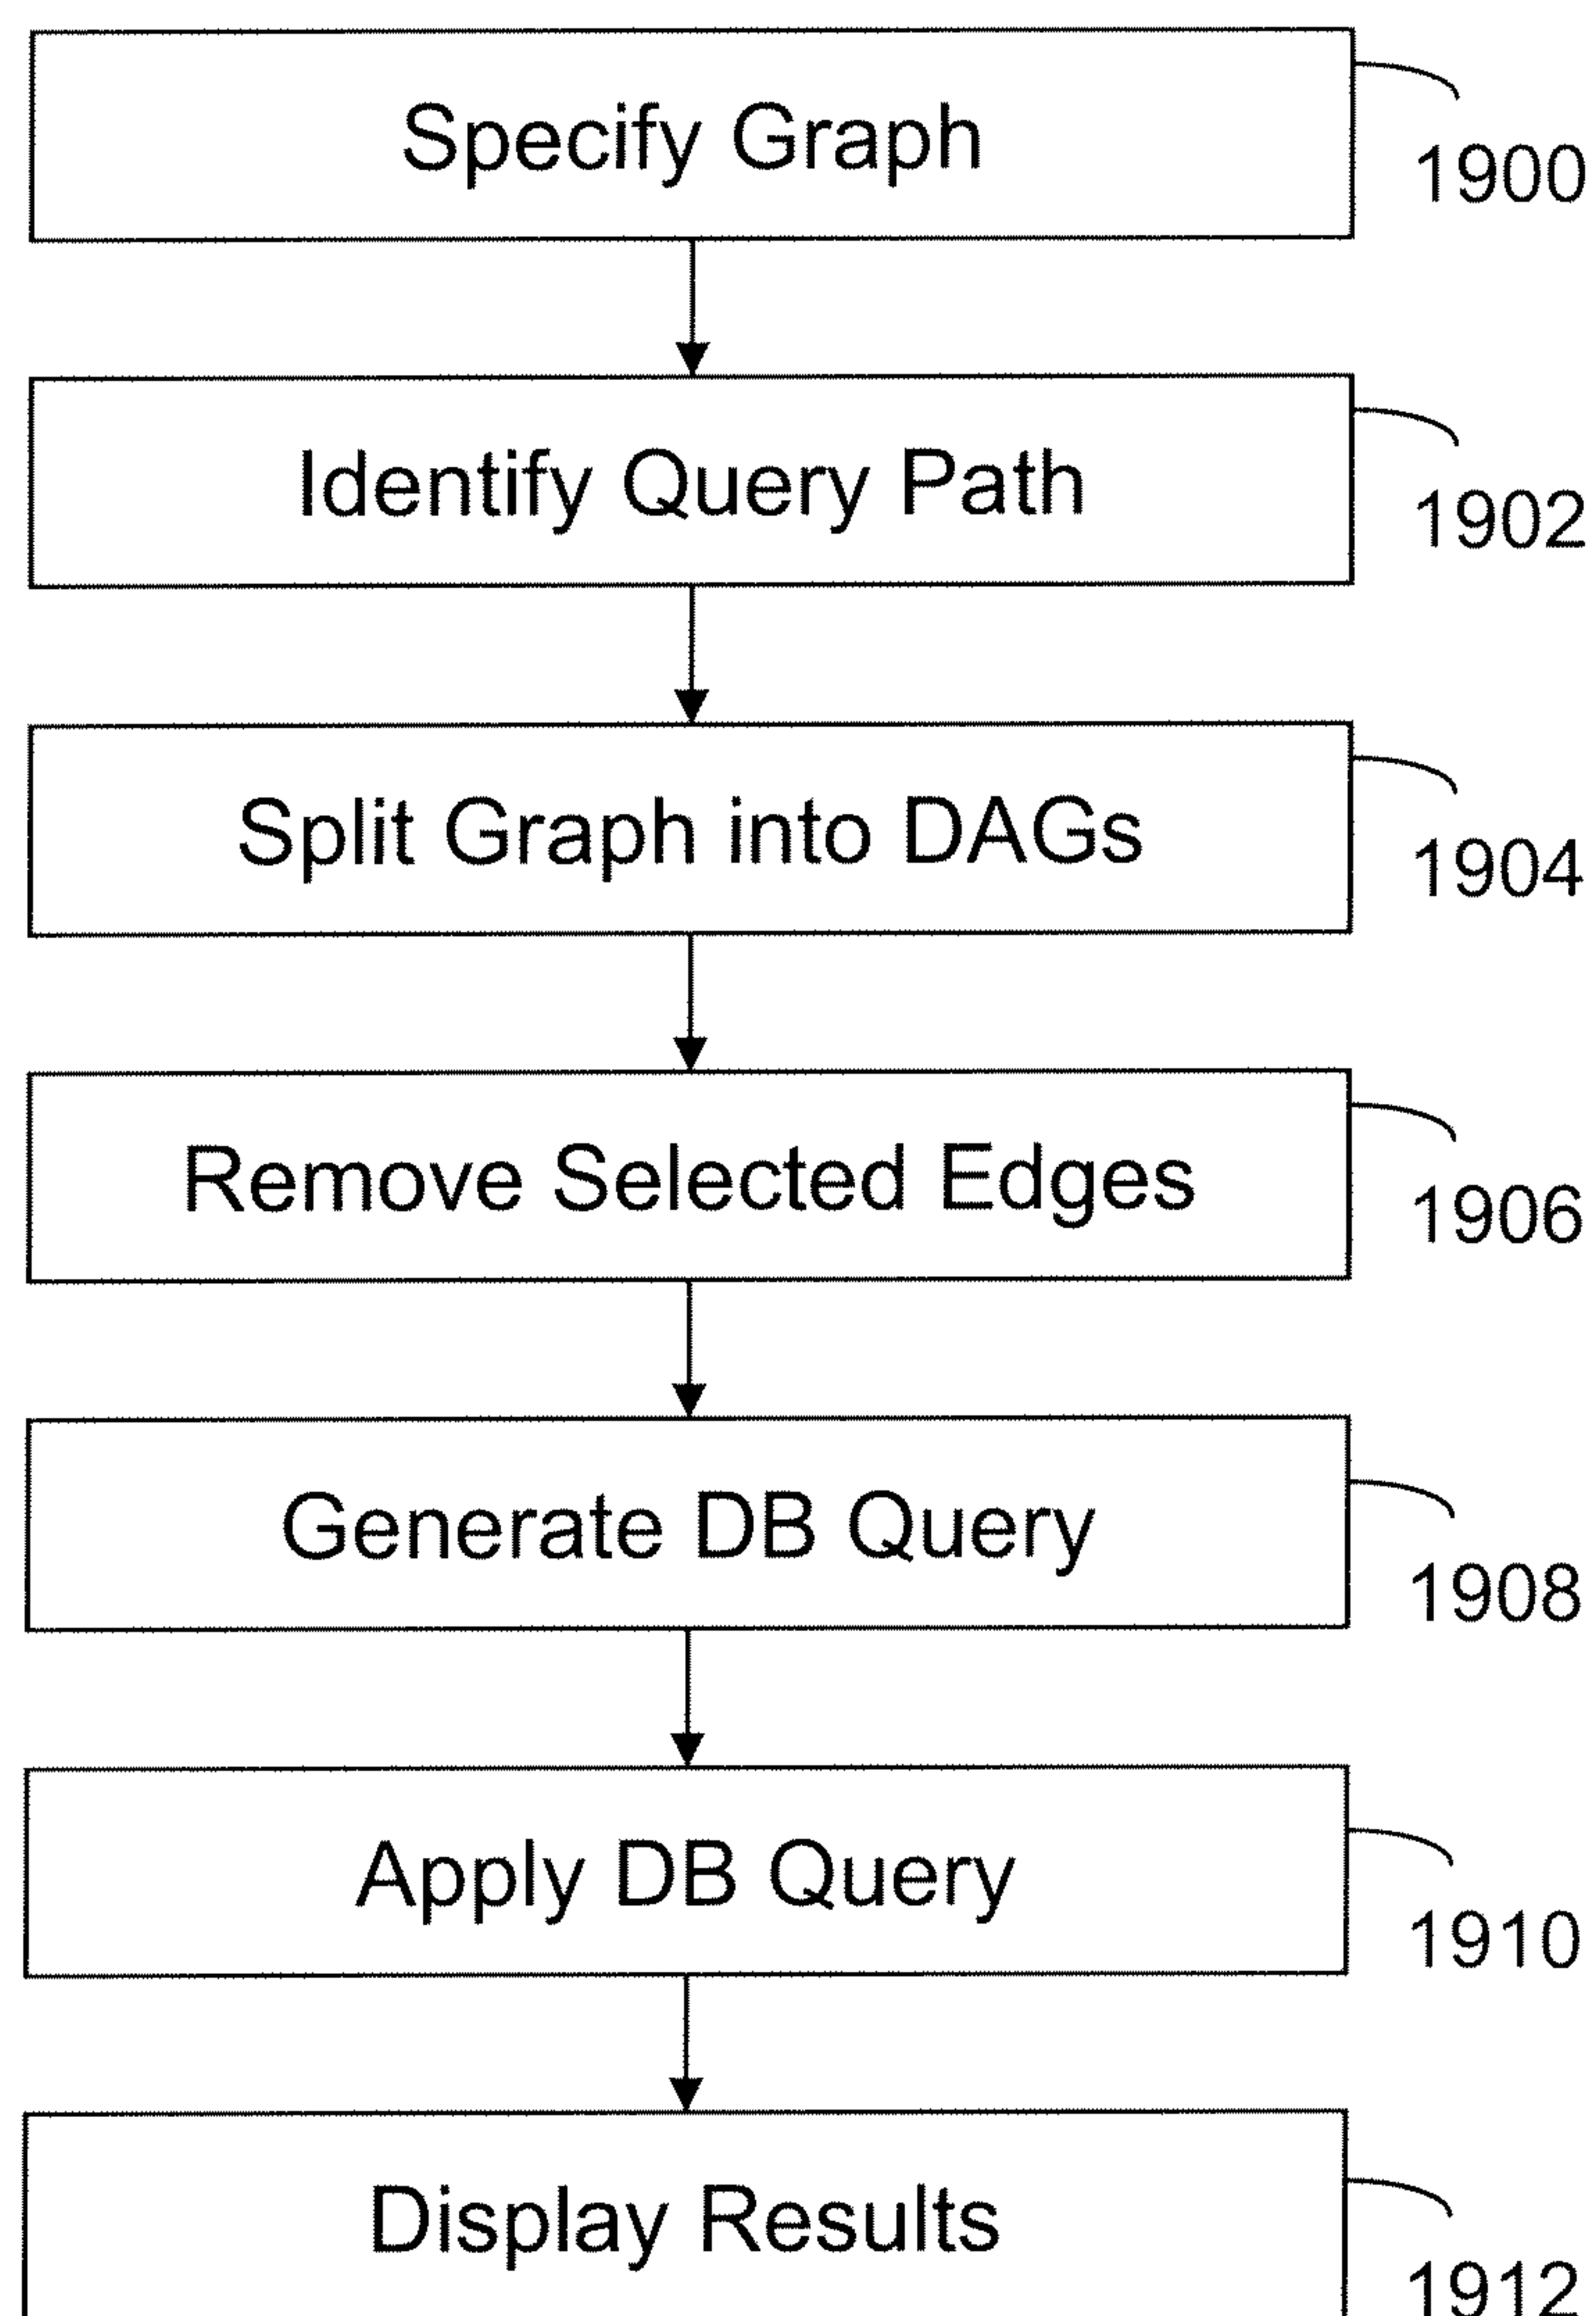 Specify Graph
1900
Identify Query Path
1902
Split Graph into DAGs
1904
Remove Selected Edges
1906
Generate DB Query
1908
Apply DB Query
1910
Display Results
1912